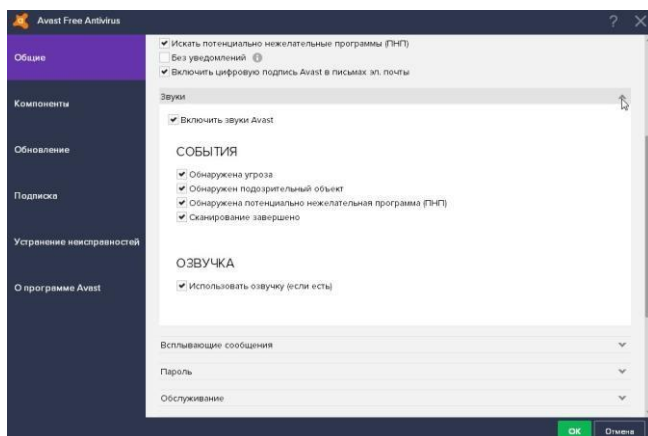 Avast Free Antivirus
?
Общие
Компоненты
Обновление
Подписка
Устранение неисправностей
О программе Avast
Искать потенциально нежелательные программы (ПНП)
Без уведомлений
Включить цифровую подпись Avast в письмах эл. почты
Звуки
Включить звуки Avast
СОБЫТИЯ
Обнаружена угроза
Обнаружен подозрительный объект
Обнаружена потенциально нежелательная программа (ПНП)
Сканирование завершено
ОЗВУЧКА
Использовать озвучку (если есть)
Всплывающие сообщения
Пароль
Обслуживание
ОК
Отмена